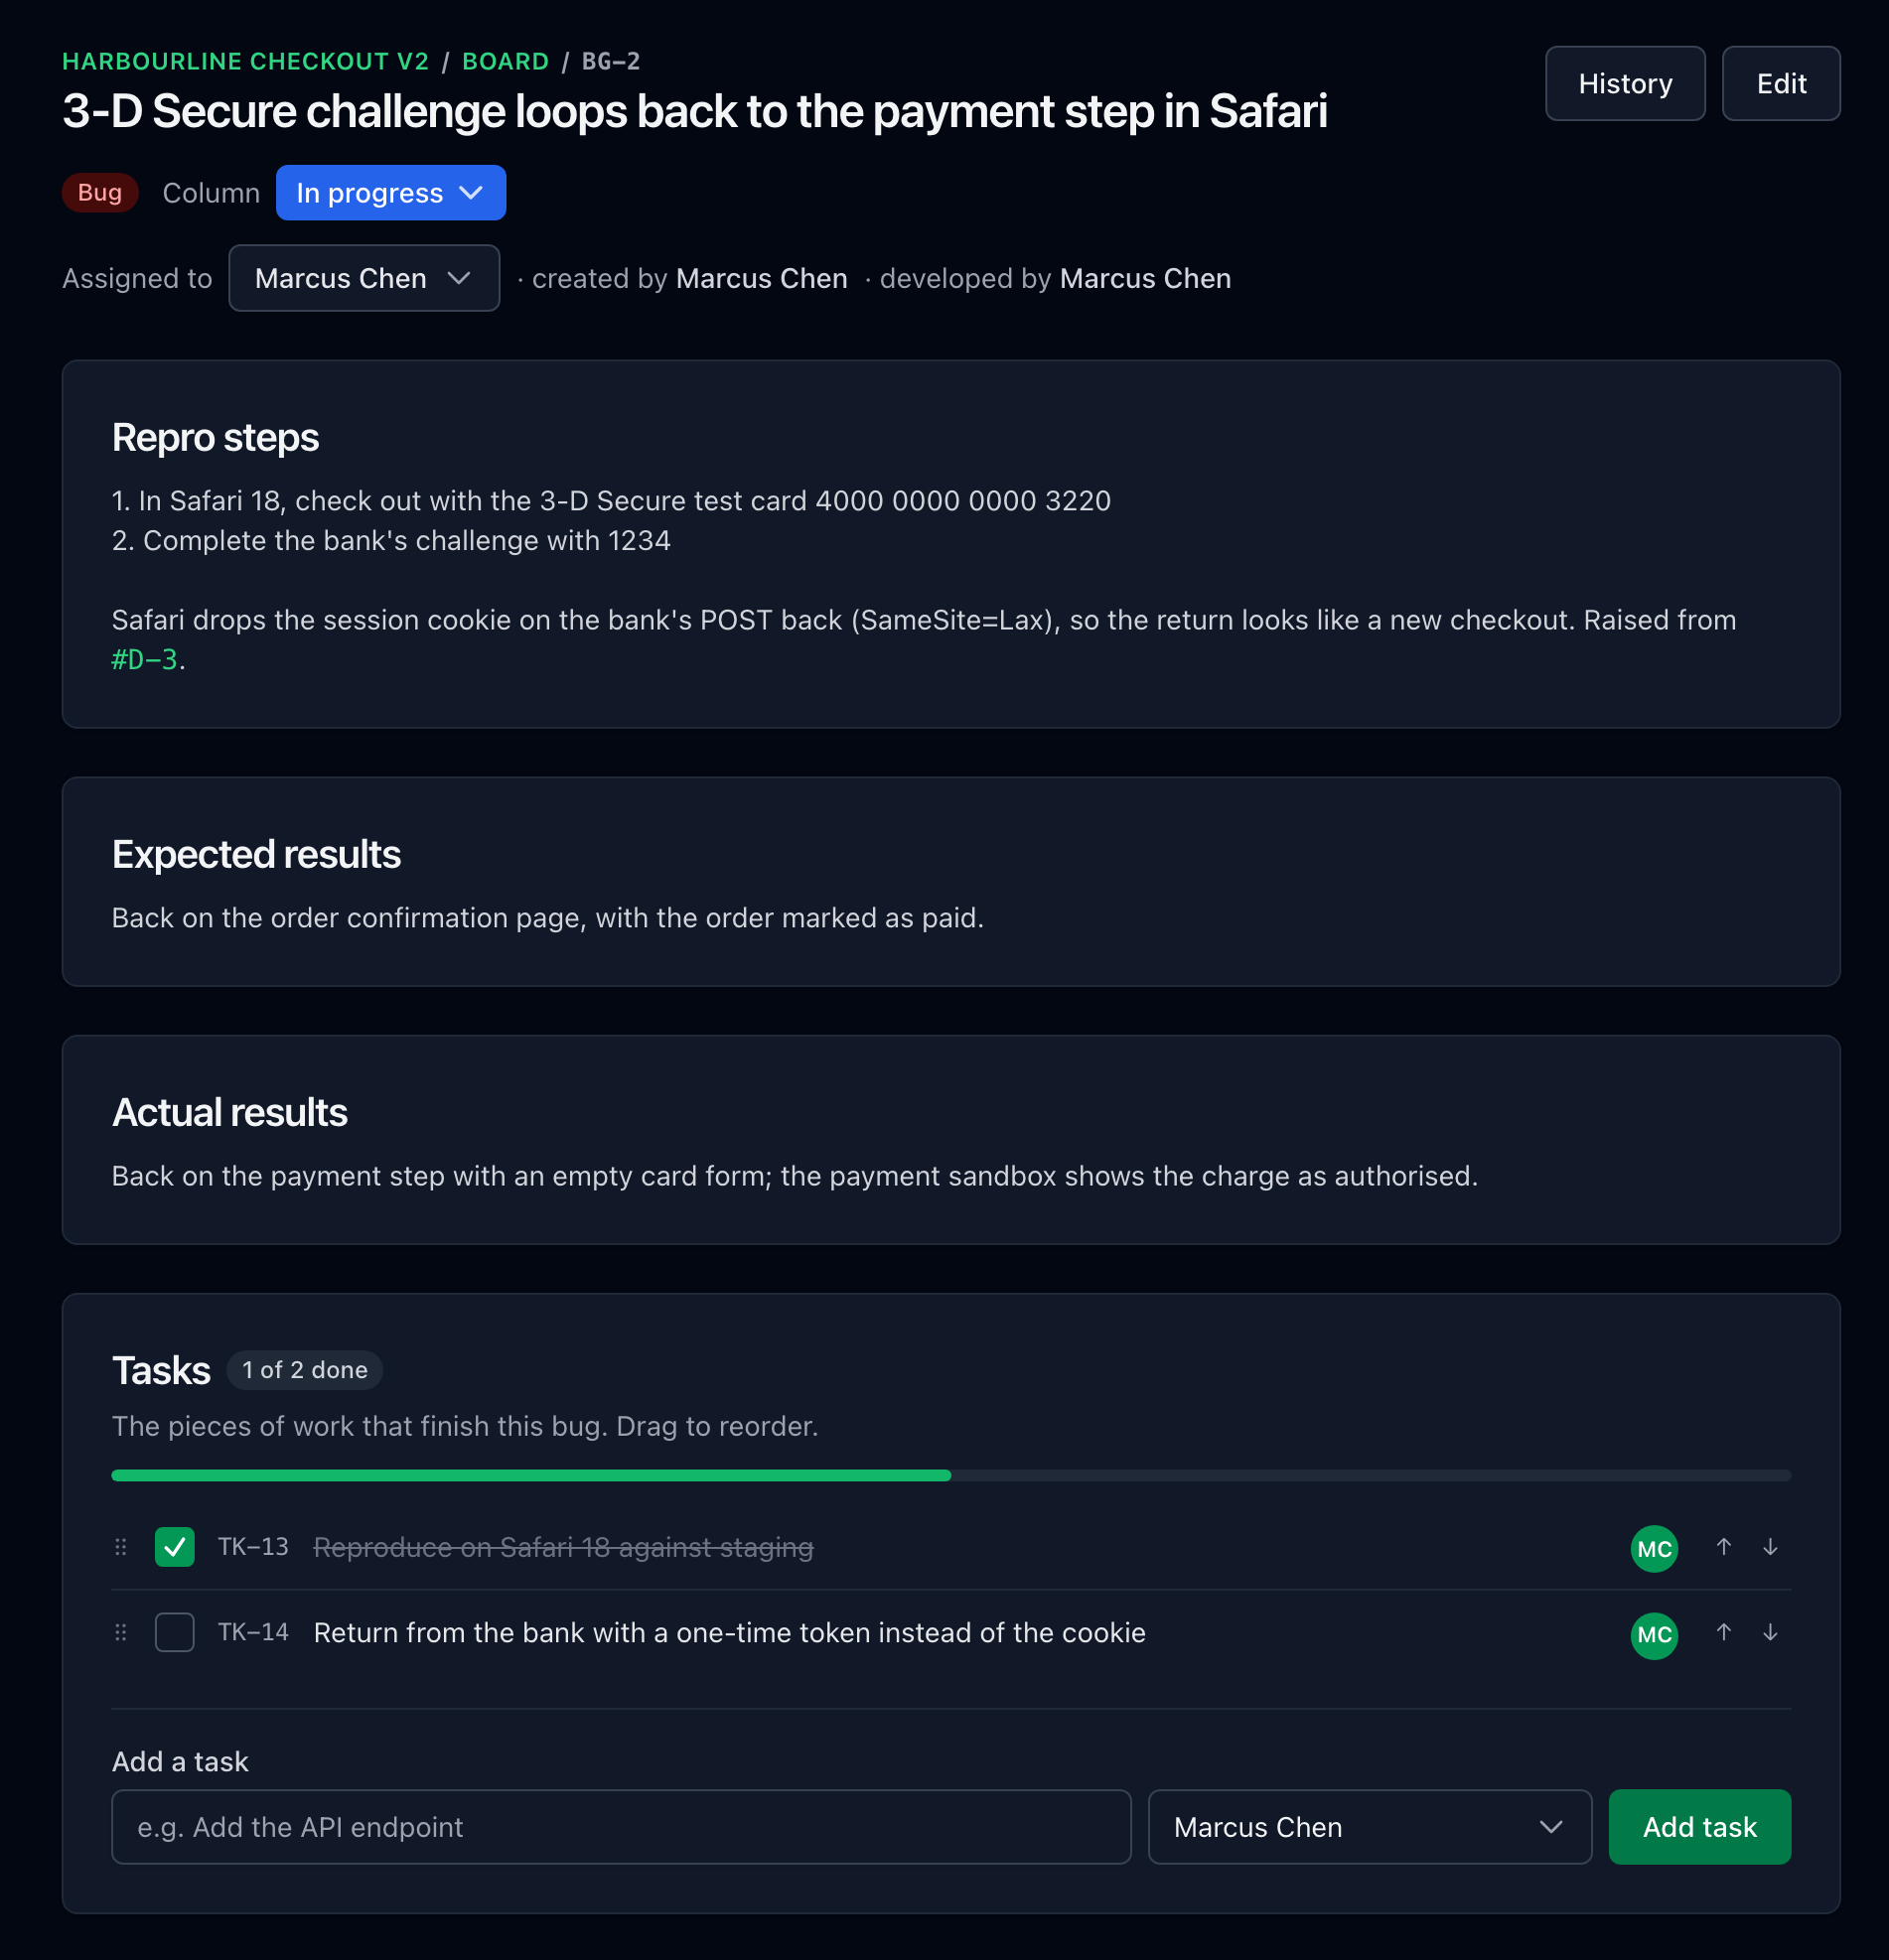 HARBOURLINE CHECKOUT V2 / BOARD / BG-2
History
Edit
3-D Secure challenge loops back to the payment step in Safari
Bug
Column
In progress
Assigned to
Marcus Chen
· created by Marcus Chen
· developed by Marcus Chen
Repro steps
1. In Safari 18, check out with the 3-D Secure test card 4000 0000 0000 3220
2. Complete the bank's challenge with 1234
Safari drops the session cookie on the bank's POST back (SameSite=Lax), so the return looks like a new checkout. Raised from
#D-3.
Expected results
Back on the order confirmation page, with the order marked as paid.
Actual results
Back on the payment step with an empty card form; the payment sandbox shows the charge as authorised.
Tasks
1 of 2 done
The pieces of work that finish this bug. Drag to reorder.
TK-13 Reproduce on Safari 18 against staging MC ↑ ↓
TK-14 Return from the bank with a one-time token instead of the cookie MC ↑ ↓
Add a task
e.g. Add the API endpoint
Marcus Chen
Add task